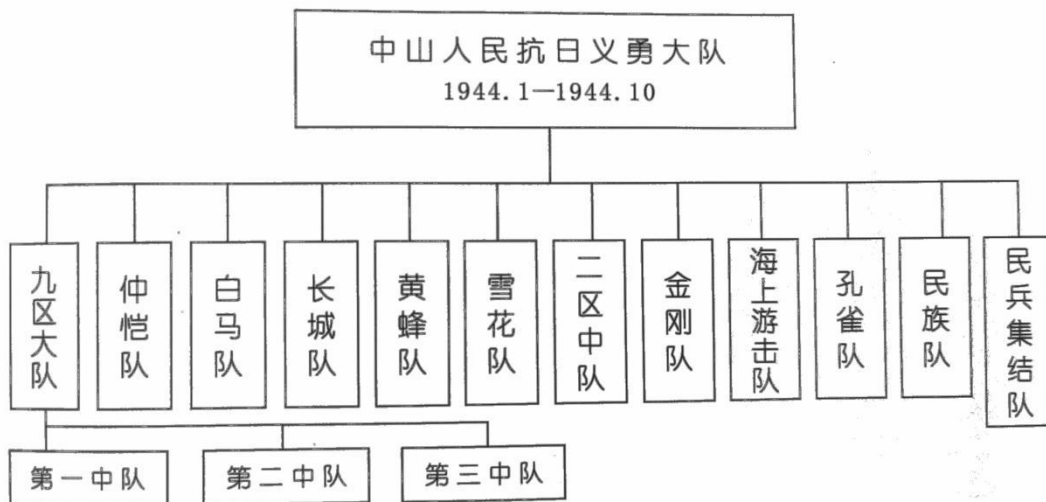 中山人民抗日义勇大队
1944.1—1944.10
九区大队
仲恺队
白马队
长城队
黄蜂队
雪花队
二区中队
金刚队
海上游击队
孔雀队
民族队
民兵集结队
第一中队
第二中队
第三中队